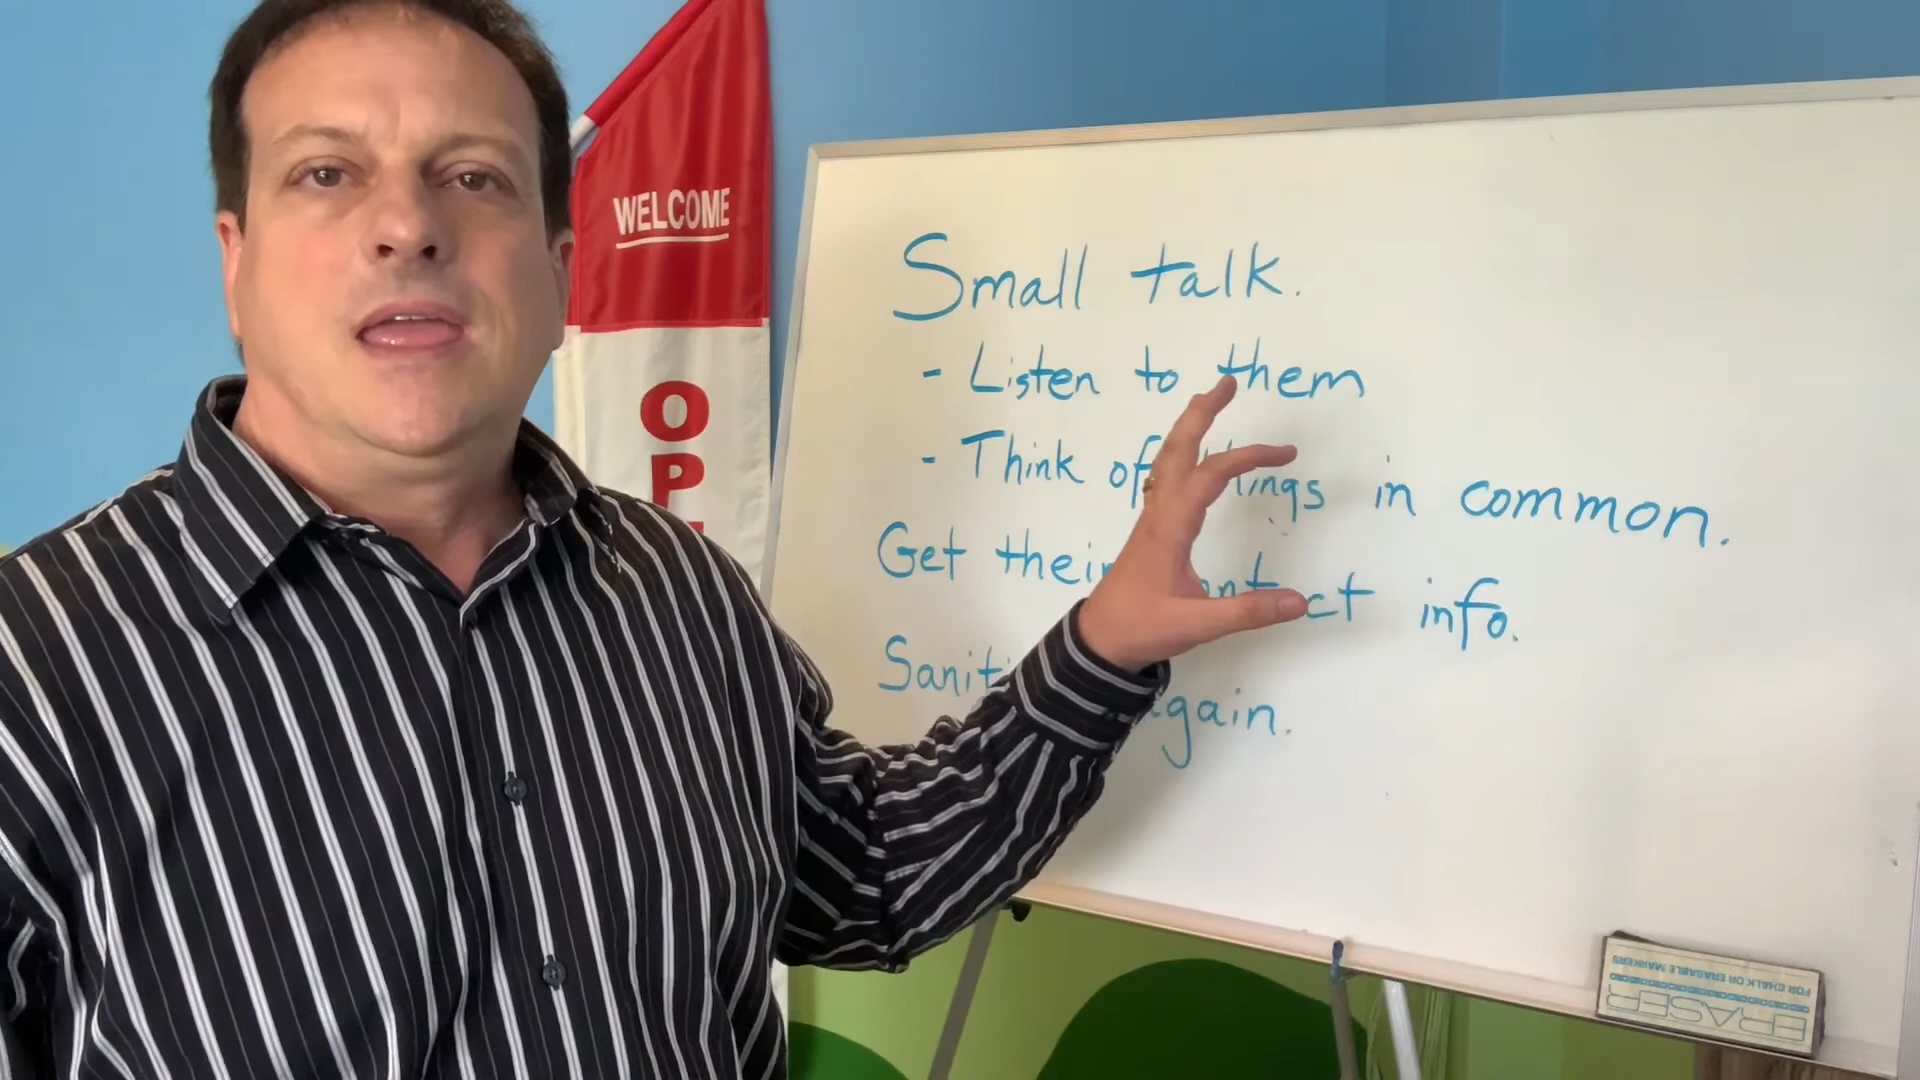 WELCOME
OP
Small talk.
- Listen to them
- Think of things in common.
Get their contact info.
again.
ERASER
FOR CHALK OR ERASABLE MARKERS